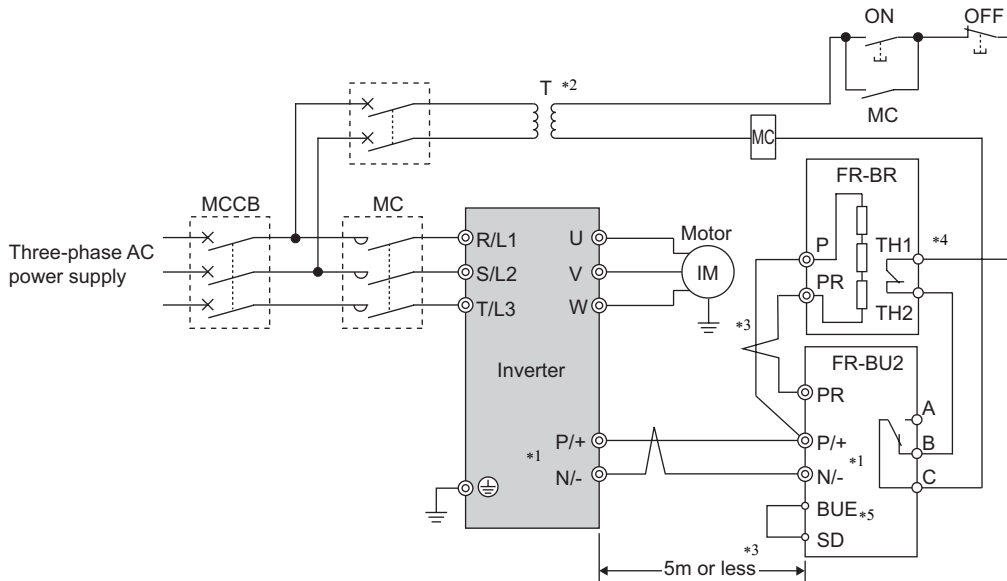 ON
OFF
T *2
MC
MC
FR-BR
MCCB
MC
Three-phase AC
power supply
R/L1
S/L2
T/L3
U
V
W
Motor
IM
P
PR
TH1
TH2
*4
*3
Inverter
FR-BU2
PR
A
P/+
P/+
B
*1
N/-
N/-
*1
C
BUE *5
SD
*3
5m or less